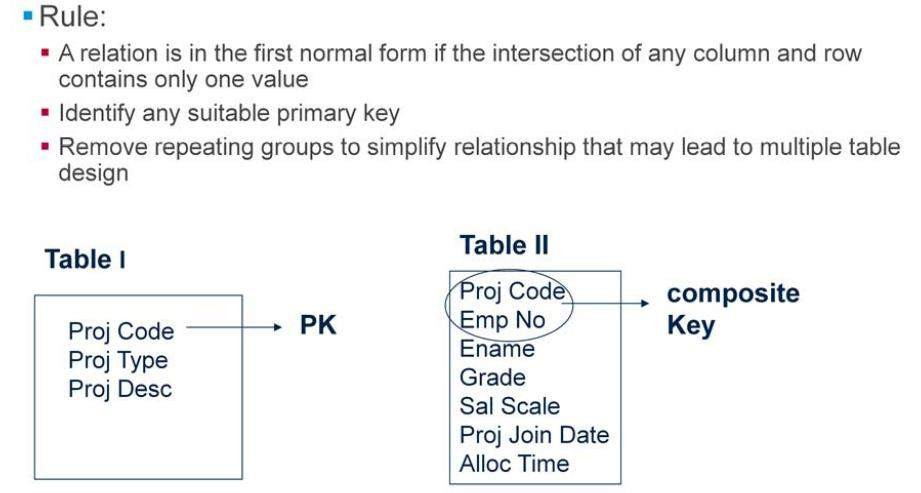 Rule:
A relation is in the first normal form if the intersection of any column and row
contains only one value
Identify any suitable primary key
Remove repeating groups to simplify relationship that may lead to multiple table
design
Table I
Proj Code
Proj Type
Proj Desc
PK
Table II
Proj Code
Emp No
Ename
Grade
Sal Scale
Proj Join Date
Alloc Time
composite
Key